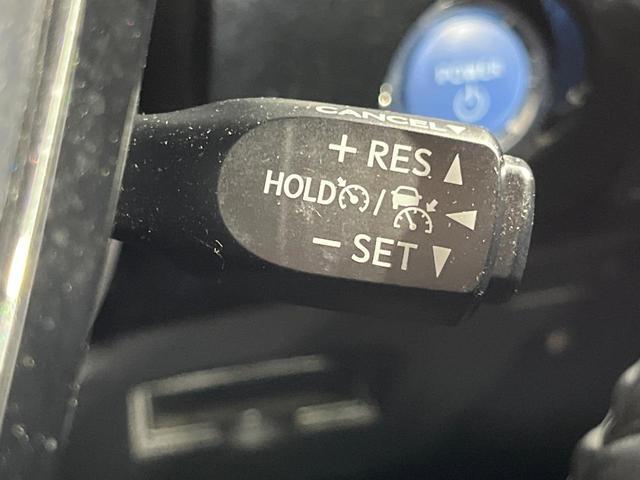 POWER
CANCEL
+ RES
HOLD /
− SET